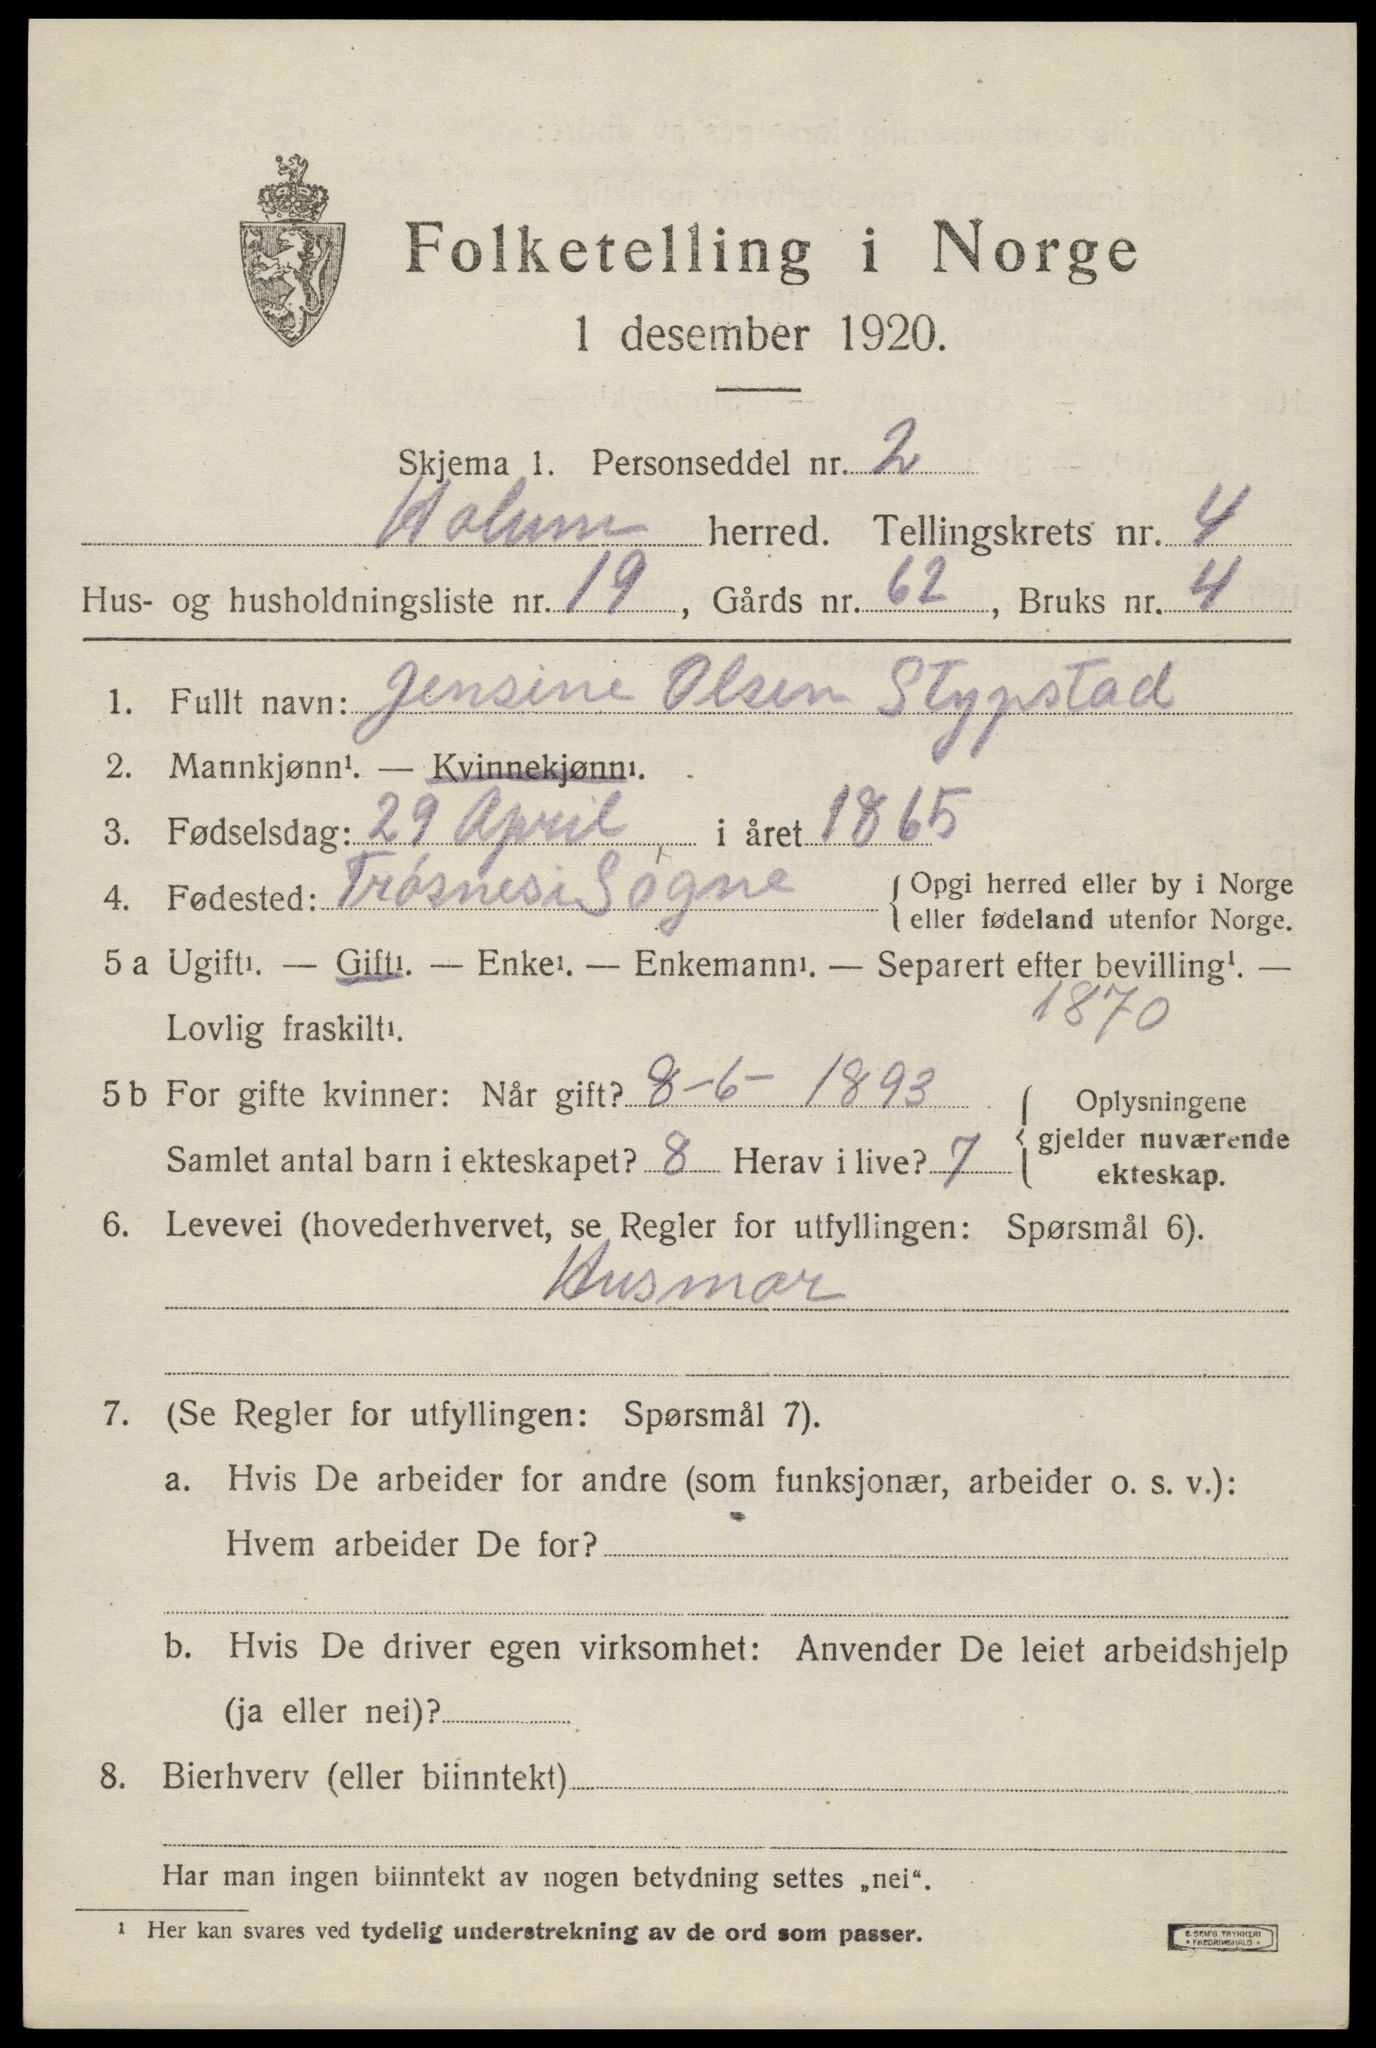 Folketelling i Norge
1 desember 1920.
Skjema 1. Personseddel nr. 2
Holum herred. Tellingskrets nr. 4
Hus- og husholdningsliste nr. 19, Gårds nr. 62, Bruks nr. 4
1. Fullt navn: Jensine Olsen Stypstad
2. Mannkjønn¹. — Kvinnekjønn¹.
3. Fødselsdag: 29 April i året 1865
4. Fødested: Trósnes i Søgne { Opgi herred eller by i Norge
eller fødeland utenfor Norge.
5 a Ugift¹. — Gift¹. — Enke¹. — Enkemann¹. — Separert efter bevilling¹. —
Lovlig fraskilt¹.
1870
5 b For gifte kvinner: Når gift? 8-6- 1893
Samlet antal barn i ekteskapet? 8 Herav i live? 7
{ Oplysningene
gjelder nuværende
ekteskap.
6. Levevei (hovederhvervet, se Regler for utfyllingen: Spørsmål 6).
Husmor
7. (Se Regler for utfyllingen: Spørsmål 7).
a. Hvis De arbeider for andre (som funksjonær, arbeider o. s. v.):
Hvem arbeider De for?
b. Hvis De driver egen virksomhet: Anvender De leiet arbeidshjelp
(ja eller nei)?
8. Bierhverv (eller biinntekt)
Har man ingen biinntekt av nogen betydning settes „nei“.
¹ Her kan svares ved tydelig understrekning av de ord som passer.
E. SEM'S TRYKKERI
FREDRIKSHALD